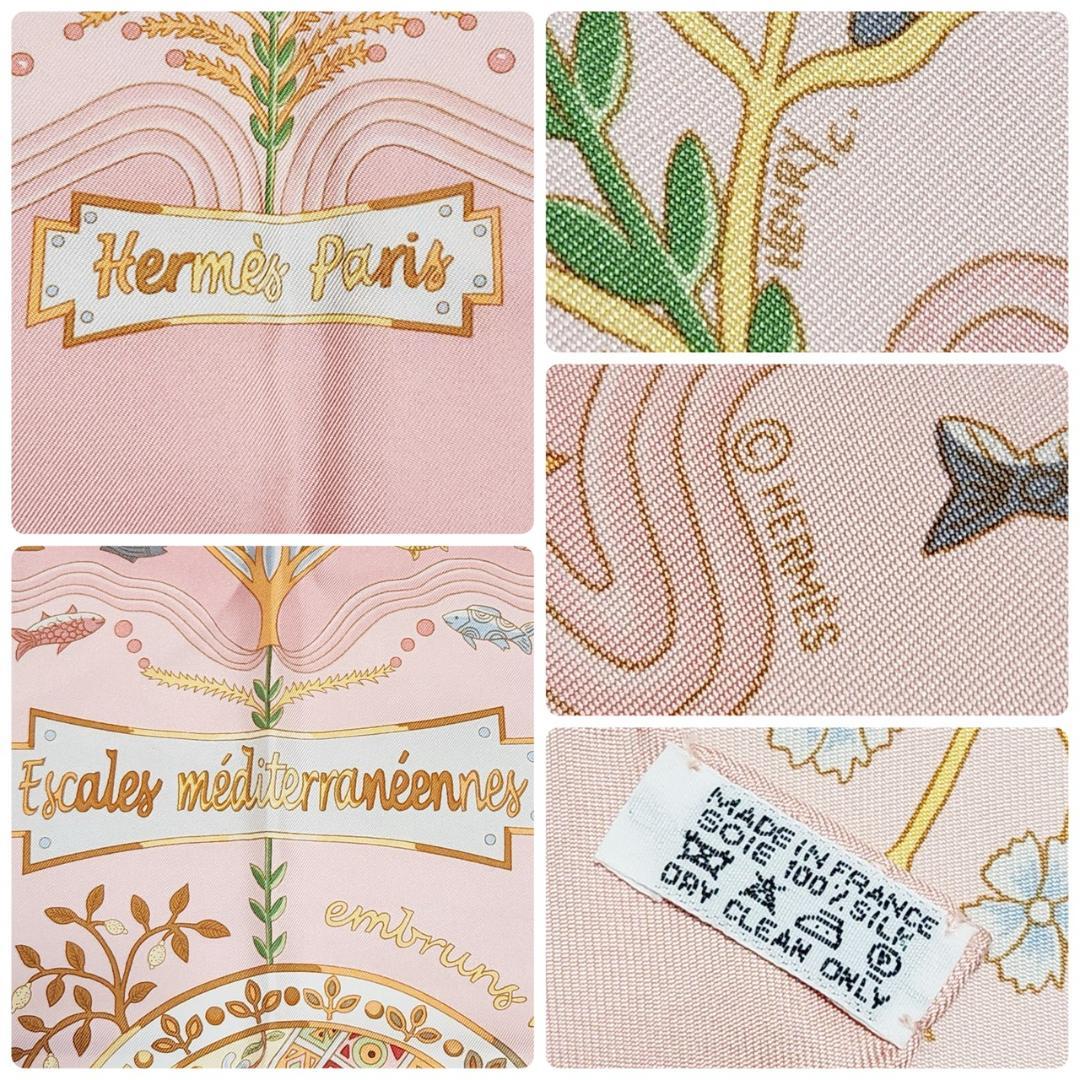 Hermès Paris
HENRY
c.
© HERMÈS
Escales méditerranéennes
embruns
MADE IN FRANCE
SOIE 100% SILK
DRY CLEAN ONLY